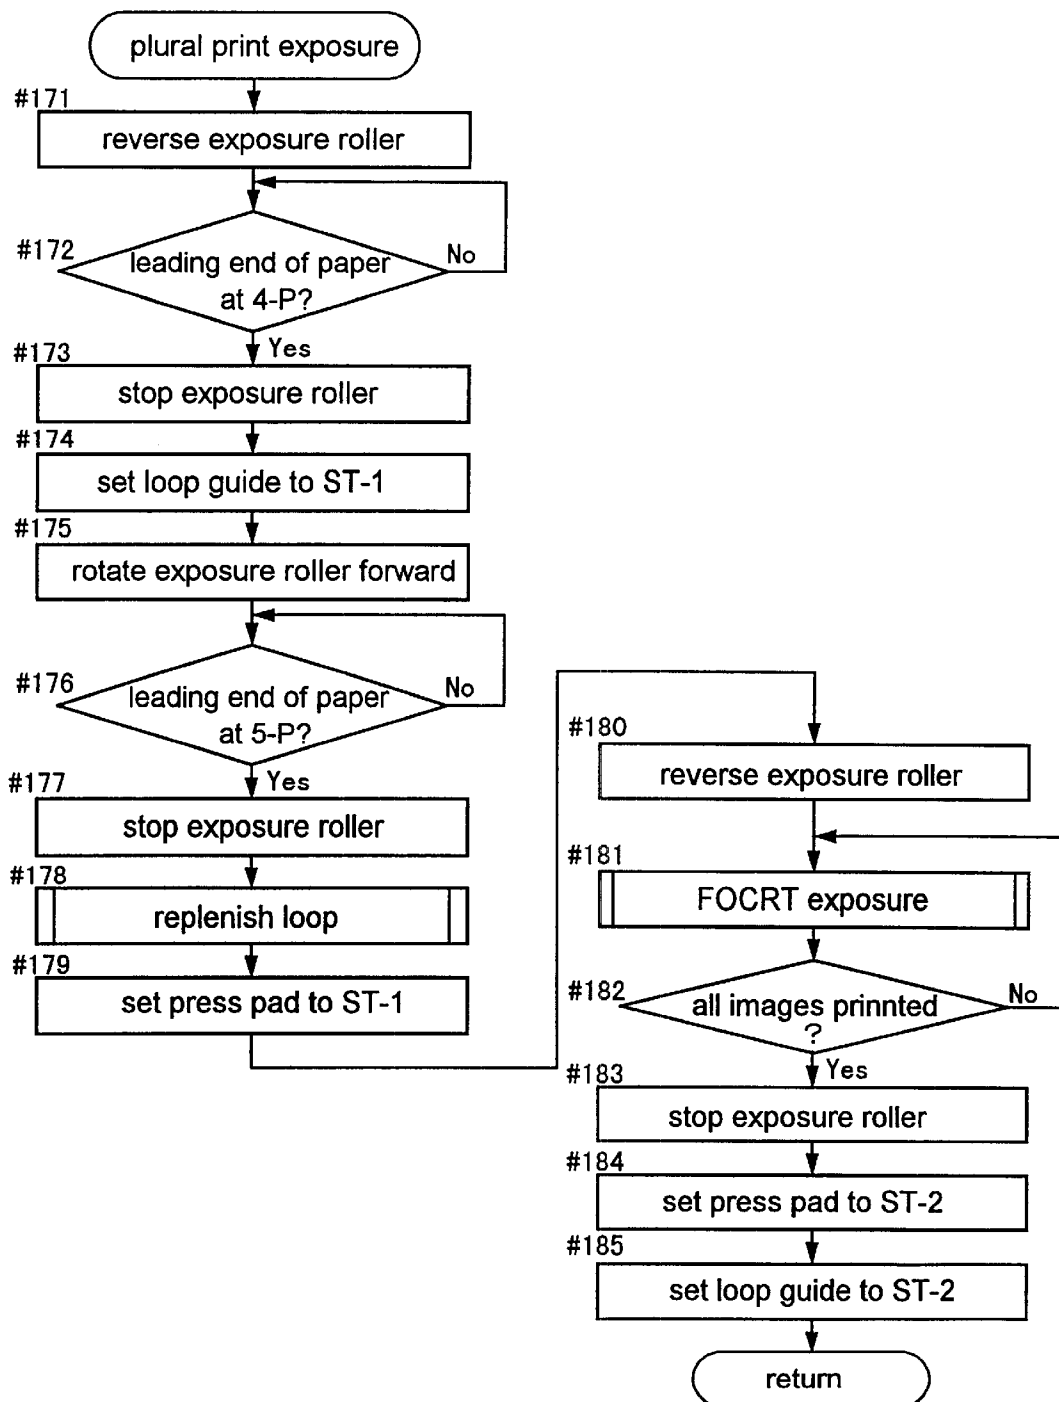 plural print exposure
#171
reverse exposure roller
#172
leading end of paper
at 4-P?
No
Yes
#173
stop exposure roller
#174
set loop guide to ST-1
#175
rotate exposure roller forward
#176
leading end of paper
at 5-P?
No
Yes
#177
stop exposure roller
#178
replenish loop
#179
set press pad to ST-1
#180
reverse exposure roller
#181
FOCRT exposure
#182
all images prinnted
?
No
Yes
#183
stop exposure roller
#184
set press pad to ST-2
#185
set loop guide to ST-2
return